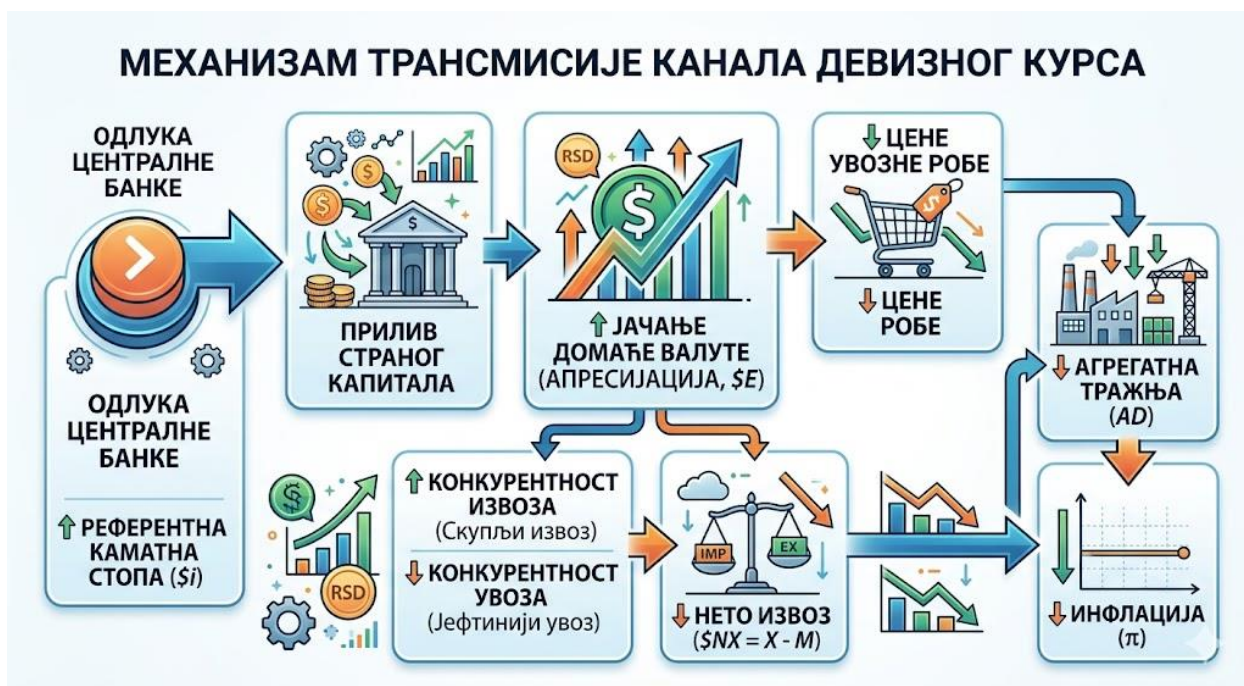 МЕХАНИЗАМ ТРАНСМИСИЈЕ КАНАЛА ДЕВИЗНОГ КУРСА
ОДЛУКА
ЦЕНТРАЛНЕ
БАНКЕ
ОДЛУКА
ЦЕНТРАЛНЕ
БАНКЕ
↑ РЕФЕРЕНТНА
КАМАТНА
СТОПА ($i)
$
$
$
ПРИЛИВ
СТРАНОГ
КАПИТАЛА
RSD
$
↑ ЈАЧАЊЕ
ДОМАЋЕ ВАЛУТЕ
(АПРЕСИЈАЦИЈА, $E)
↓ ЦЕНЕ
УВОЗНЕ РОБЕ
$
↓ ЦЕНЕ
РОБЕ
↓ АГРЕГАТНА
ТРАЖЊА
(AD)
$
RSD
↑ КОНКУРЕНТНОСТ
ИЗВОЗА
(Скупљи извоз)
↓ КОНКУРЕНТНОСТ
УВОЗА
(Јефтинији увоз)
IMP
EX
↓ НЕТО ИЗВОЗ
($NX = X - M)
↓ ИНФЛАЦИЈА
(π)